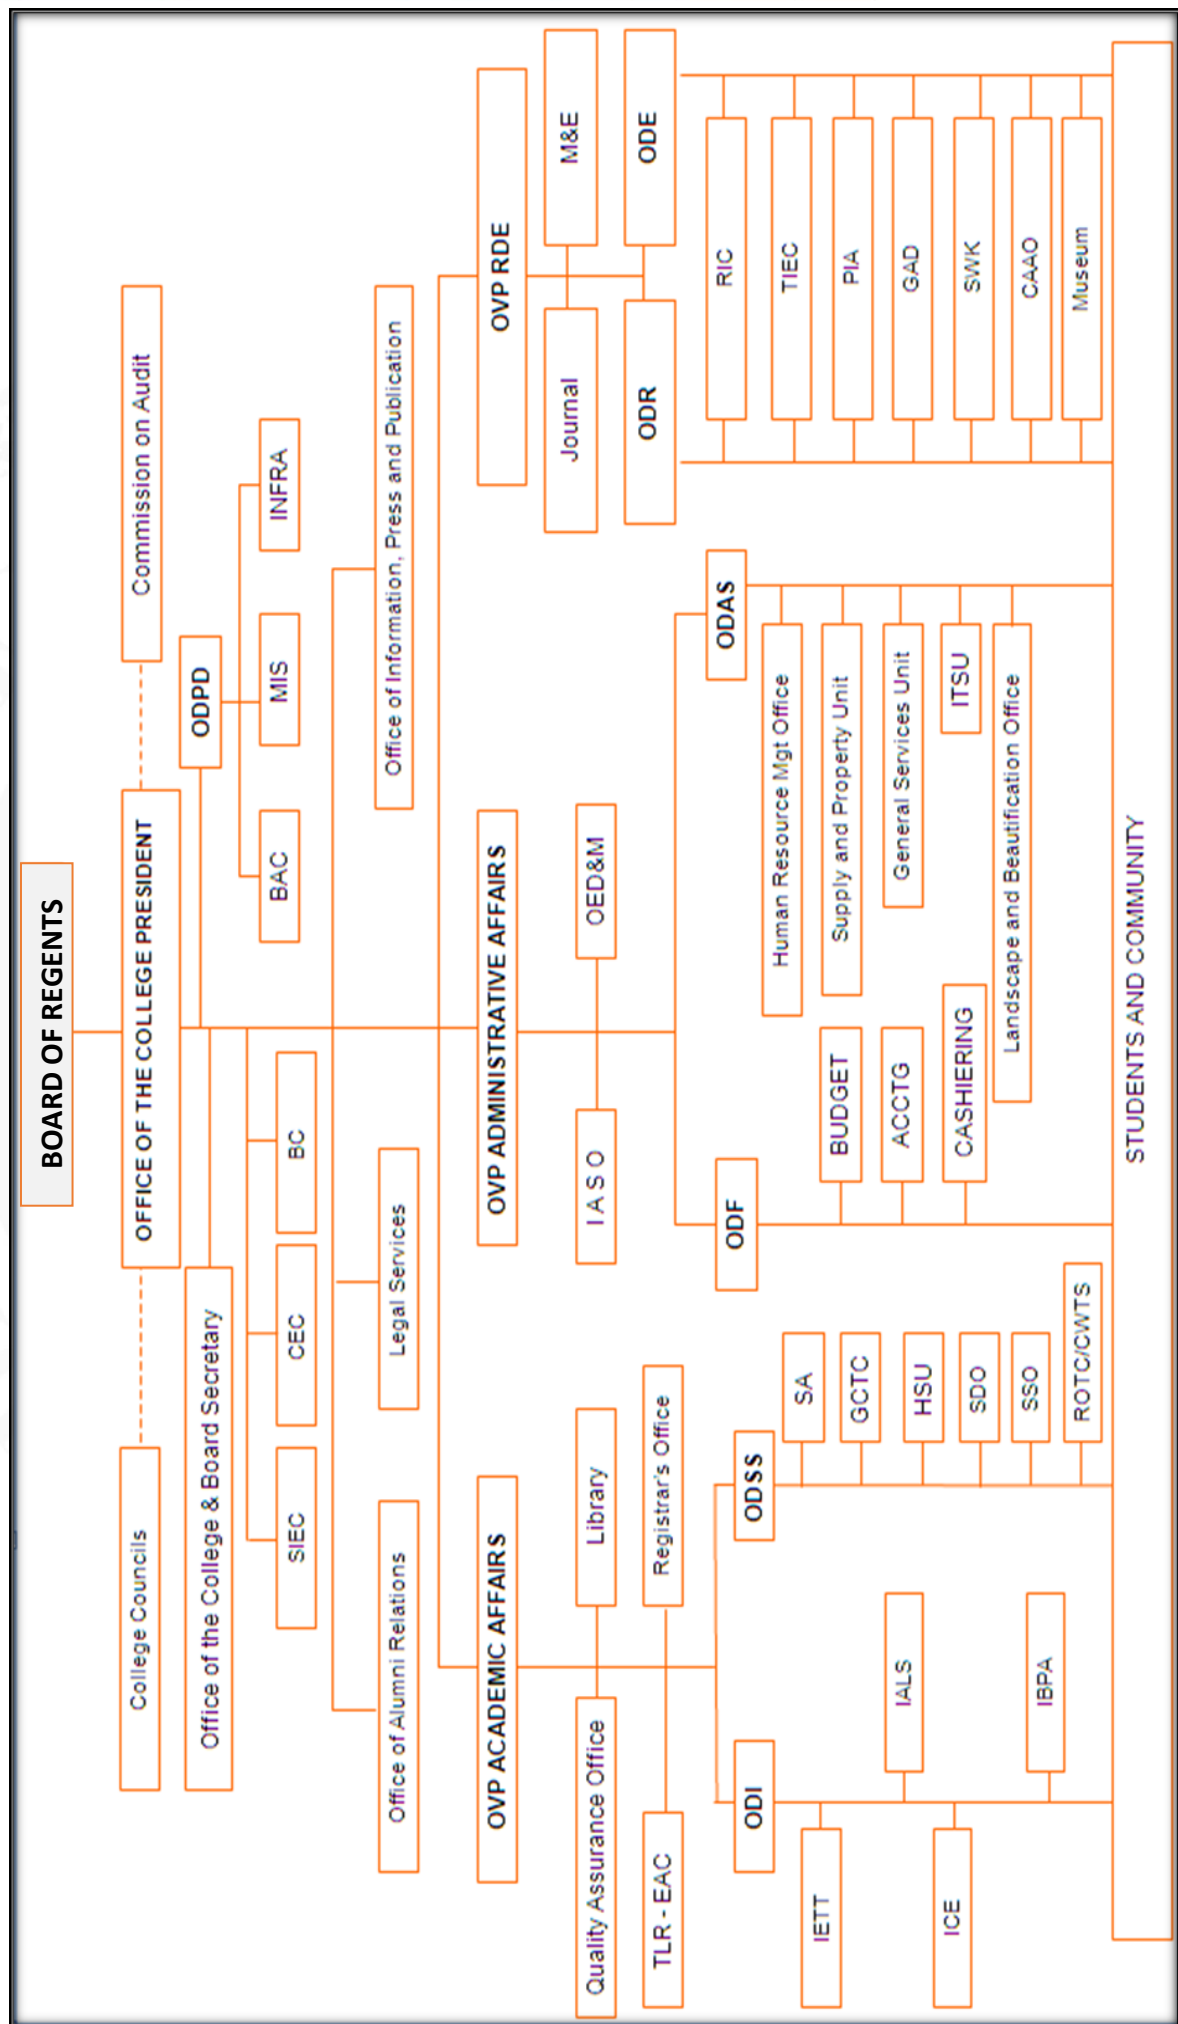 BOARD OF REGENTS
College Councils
OFFICE OF THE COLLEGE PRESIDENT
Commission on Audit
Office of the College & Board Secretary
ODPD
SIEC
CEC
BC
BAC
MIS
INFRA
Office of Alumni Relations
Legal Services
Office of Information, Press and Publication
OVP ACADEMIC AFFAIRS
OVP ADMINISTRATIVE AFFAIRS
OVP RDE
Quality Assurance Office
Library
I A S O
OED&M
Journal
M&E
TLR - EAC
Registrar's Office
ODR
ODE
ODI
ODSS
ODF
ODAS
IETT
IALS
ICE
IBPA
SA
GCTC
HSU
SDO
SSO
ROTC/CWTS
BUDGET
ACCTG
CASHIERING
Human Resource Mgt Office
Supply and Property Unit
General Services Unit
ITSU
Landscape and Beautification Office
RIC
TIEC
PIA
GAD
SWK
CAAO
Museum
STUDENTS AND COMMUNITY